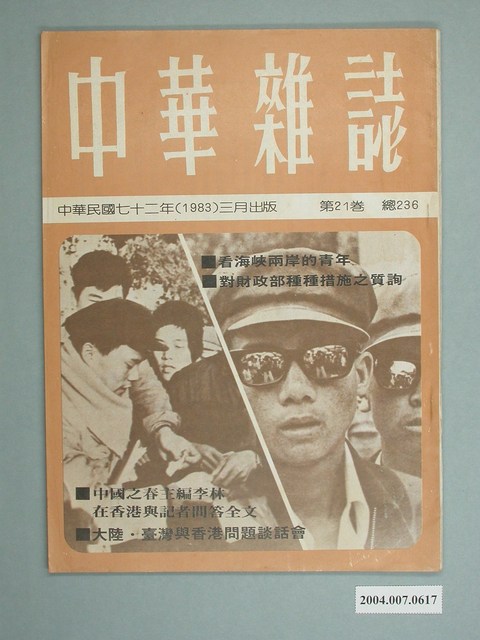 中華雜誌
中華民國七十二年(1983)三月出版 第21巻 總236
■看海峡兩岸的青年
■對財政部種種措施之質詢
■中國之春主編李林
在香港與記者問答全文
■大陸・臺灣與香港問題談話會
2004.007.0617